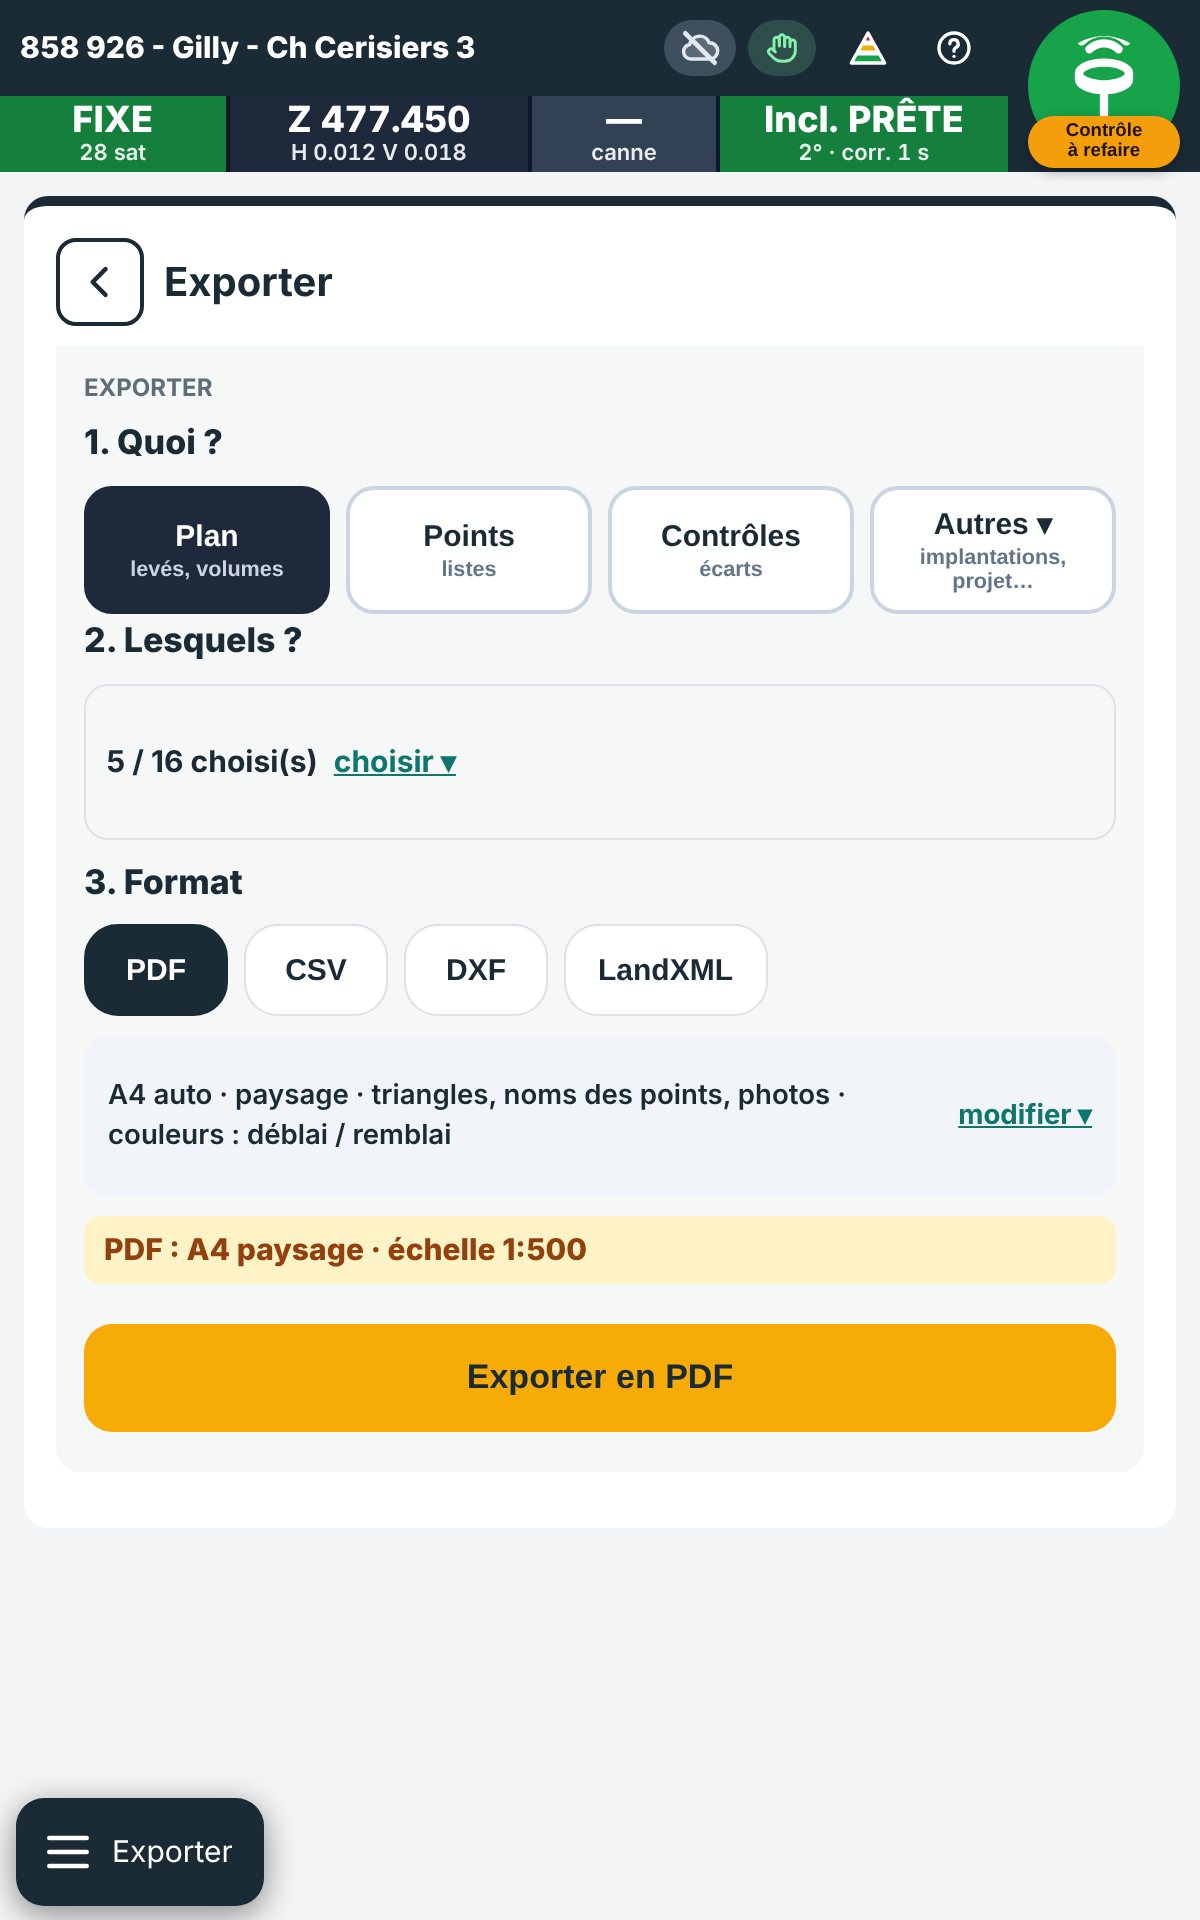 858 926 - Gilly - Ch Cerisiers 3
FIXE
28 sat
Z 477.450
H 0.012 V 0.018
—
canne
Incl. PRÊTE
2° · corr. 1 s
Contrôle
à refaire
Exporter
EXPORTER
1. Quoi ?
Plan
levés, volumes
Points
listes
Contrôles
écarts
Autres ▾
implantations,
projet…
2. Lesquels ?
5 / 16 choisi(s) choisir ▾
3. Format
PDF
CSV
DXF
LandXML
A4 auto · paysage · triangles, noms des points, photos ·
couleurs : déblai / remblai
modifier ▾
PDF : A4 paysage · échelle 1:500
Exporter en PDF
Exporter